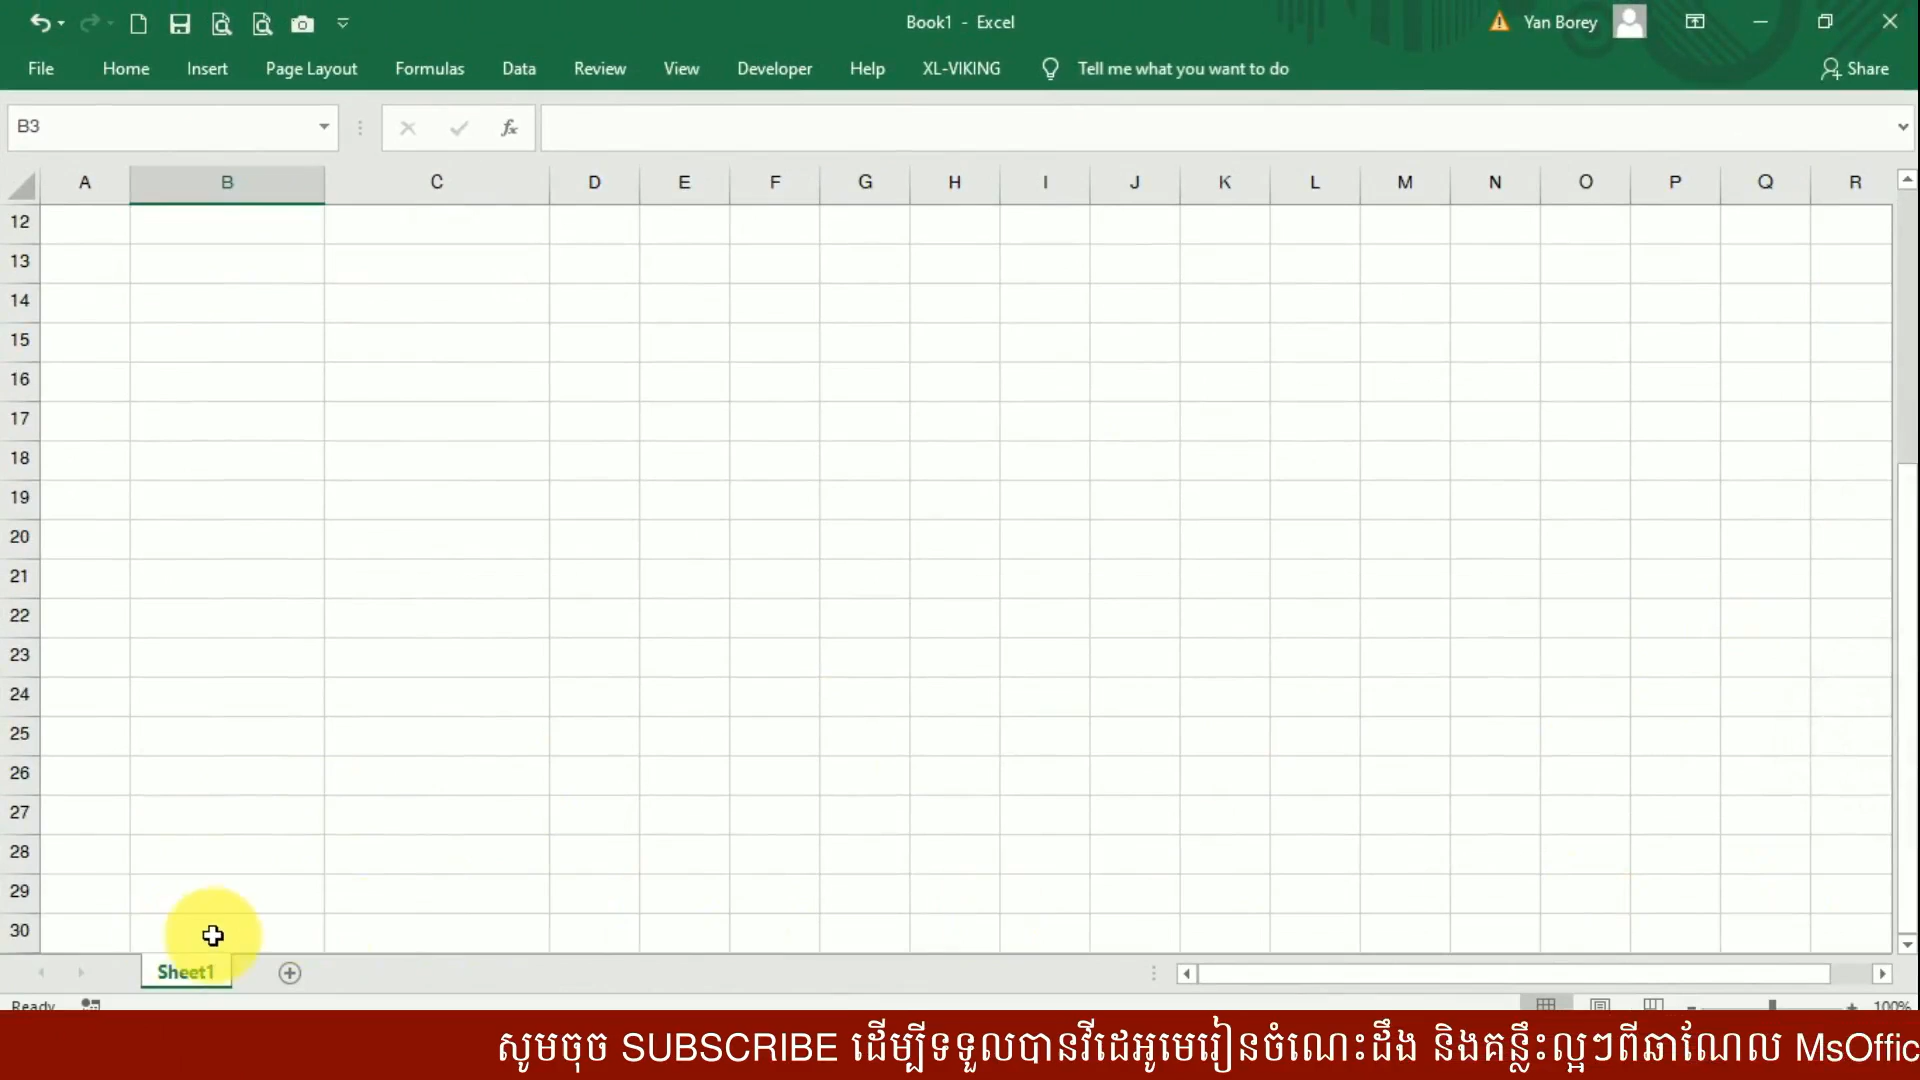 Book1 - Excel
Yan Borey
File Home Insert Page Layout Formulas Data Review View Developer Help XL-VIKING Tell me what you want to do Share
B3
fx
A B C D E F G H I J K L M N O P Q R
12
13
14
15
16
17
18
19
20
21
22
23
24
25
26
27
28
29
30
Sheet1
Ready
100%
សូមចុច SUBSCRIBE ដើម្បីទទួលបានវីដេអូមេរៀនចំណេះដឹង និងគន្លឹះល្អៗពីឆាណែល MsOffic